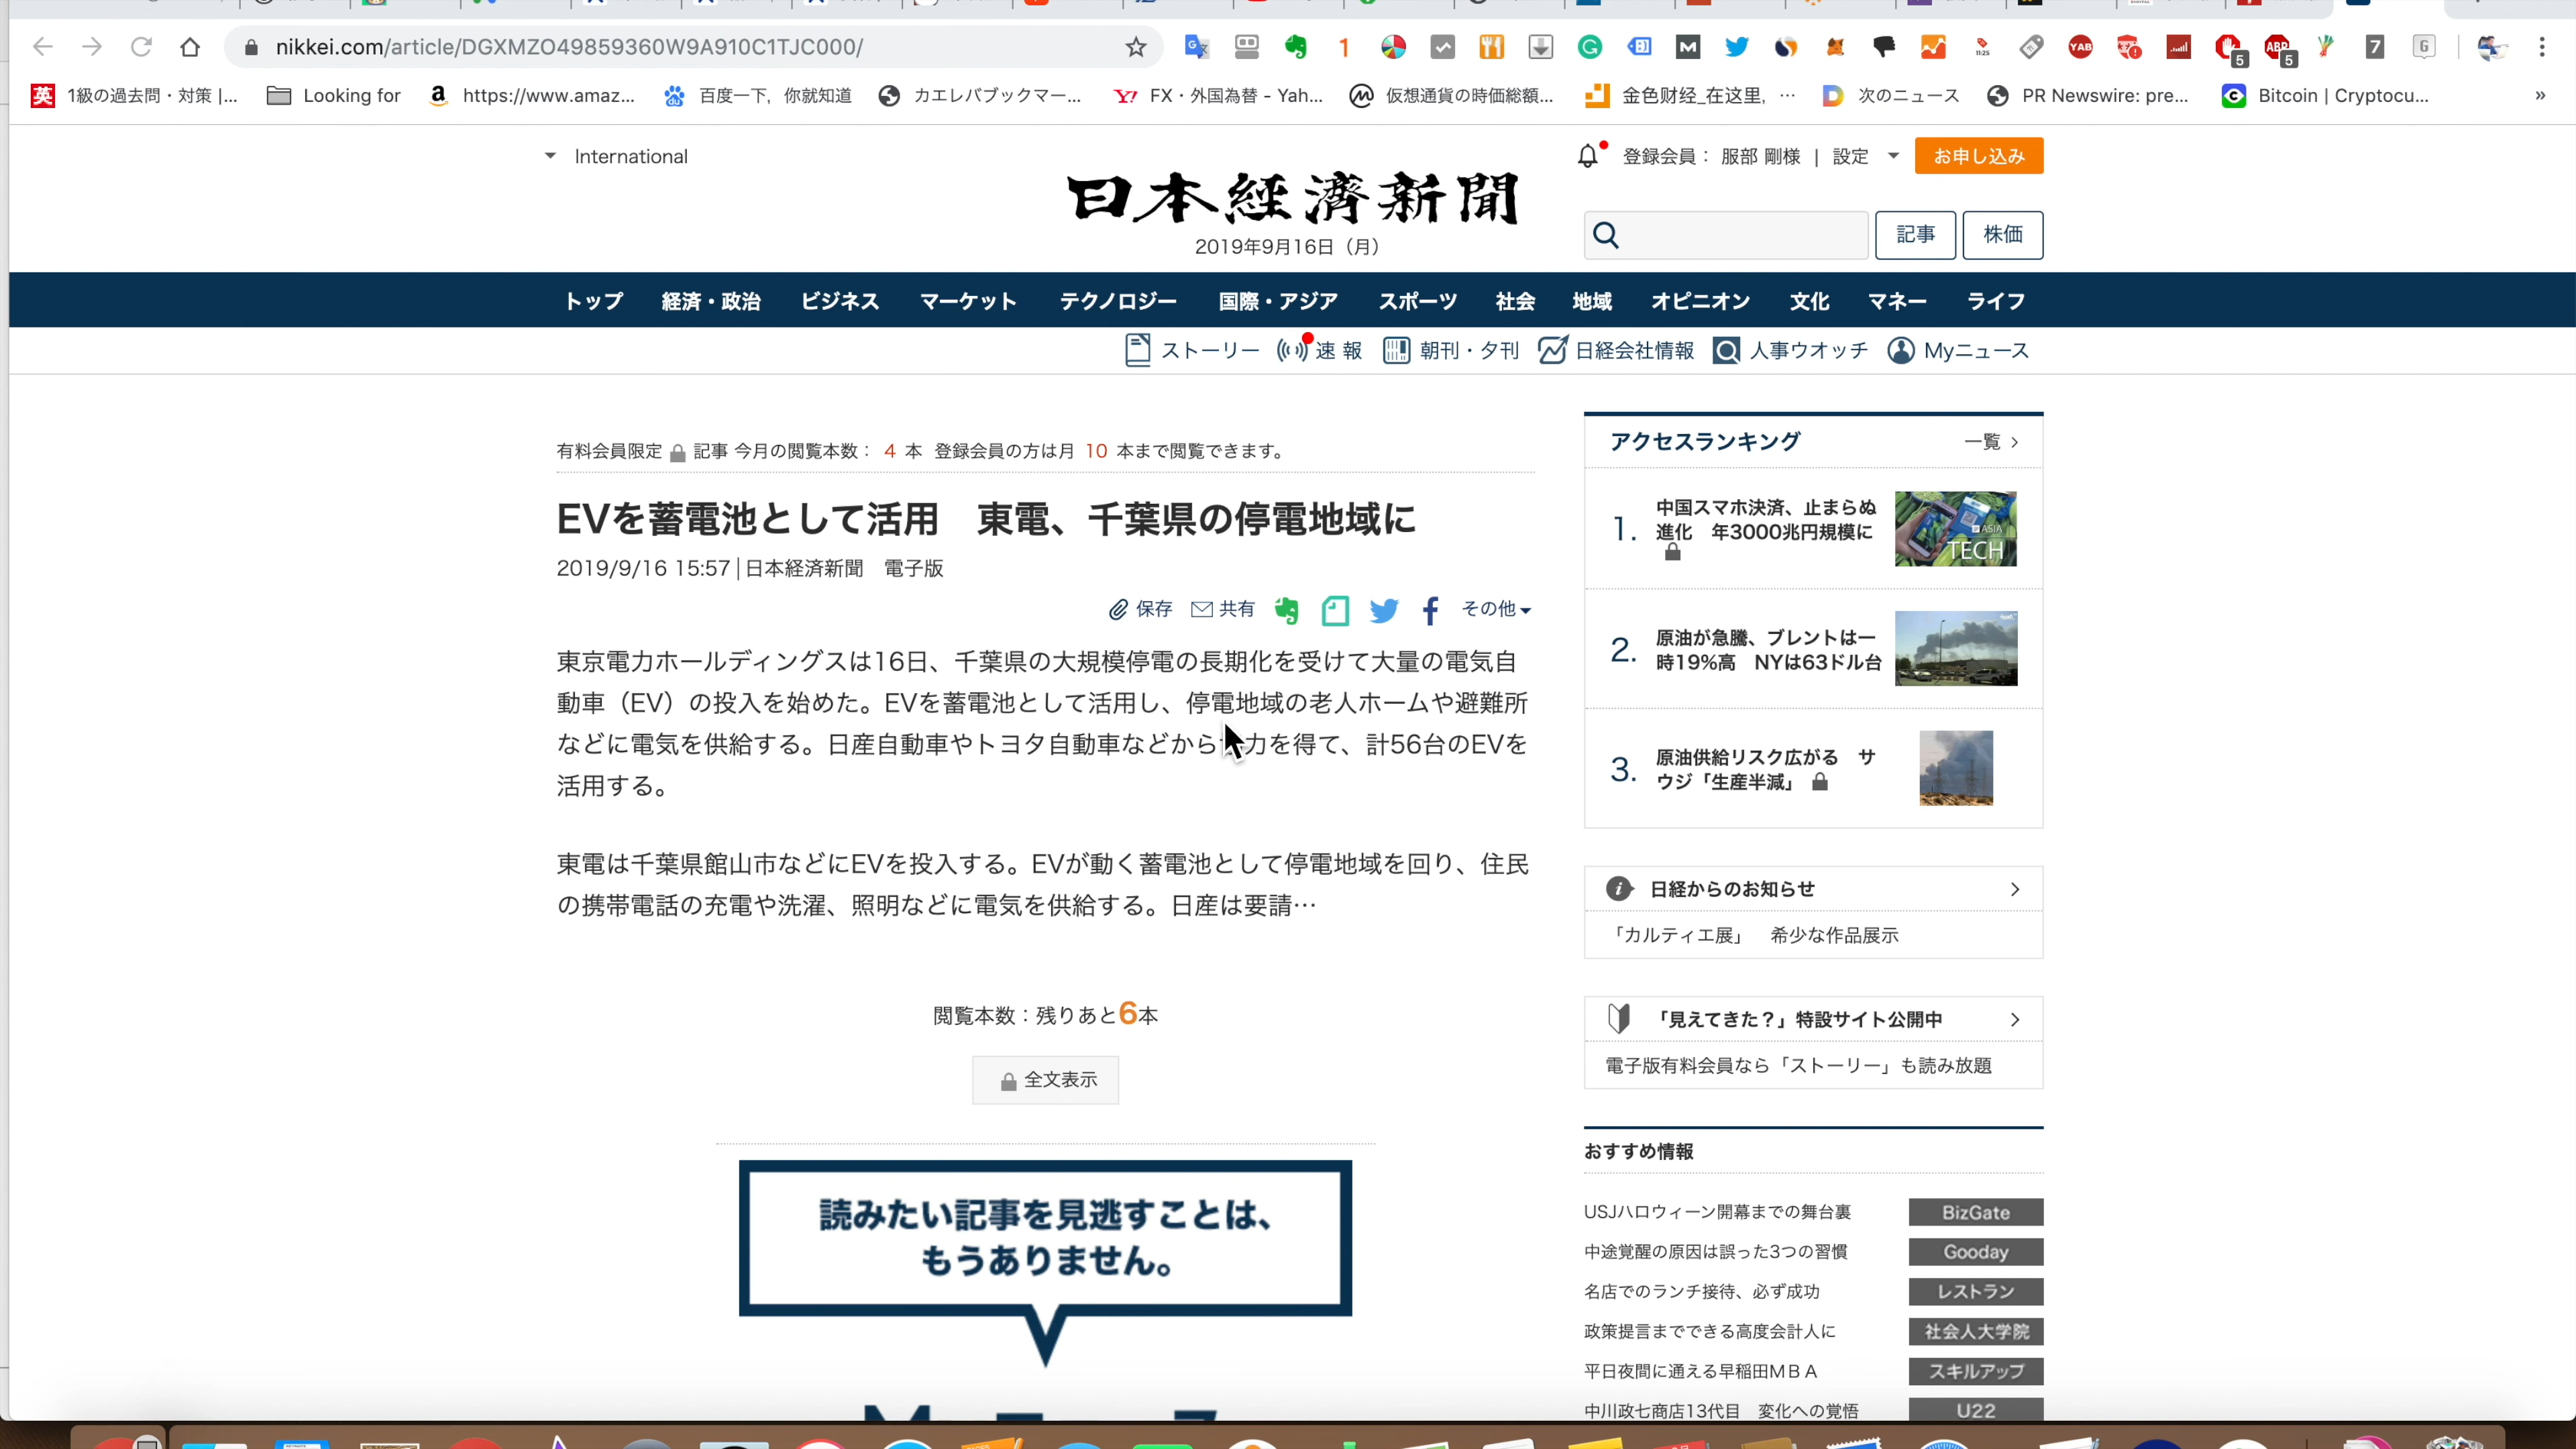 nikkei.com/article/DGXMZO49859360W9A910C1TJC000/
1
11:25
YAB
5
ABP
5
7
G
英 1級の過去問・対策 |... Looking for https://www.amaz... 百度一下，你就知道 カエレバブックマー... Y! FX・外国為替 - Yah... 仮想通貨の時価総額... 金色财经_在这里，... 次のニュース PR Newswire: pre... Bitcoin | Cryptocu... »
International
登録会員： 服部 剛様 | 設定 お申し込み
日本経済新聞
2019年9月16日（月）
記事 株価
トップ 経済・政治 ビジネス マーケット テクノロジー 国際・アジア スポーツ 社会 地域 オピニオン 文化 マネー ライフ
ストーリー 速 報 朝刊・夕刊 日経会社情報 人事ウオッチ Myニュース
有料会員限定 記事 今月の閲覧本数： 4 本 登録会員の方は月 10 本まで閲覧できます。
EVを蓄電池として活用　東電、千葉県の停電地域に
2019/9/16 15:57 | 日本経済新聞　電子版
保存 共有 その他
東京電力ホールディングスは16日、千葉県の大規模停電の長期化を受けて大量の電気自
動車（EV）の投入を始めた。EVを蓄電池として活用し、停電地域の老人ホームや避難所
などに電気を供給する。日産自動車やトヨタ自動車などから 力を得て、計56台のEVを
活用する。
東電は千葉県館山市などにEVを投入する。EVが動く蓄電池として停電地域を回り、住民
の携帯電話の充電や洗濯、照明などに電気を供給する。日産は要請…
閲覧本数：残りあと6本
全文表示
読みたい記事を見逃すことは、
もうありません。
アクセスランキング 一覧
1. 中国スマホ決済、止まらぬ
進化　年3000兆円規模に
ASIA
TECH
2. 原油が急騰、ブレントは一
時19%高　NYは63ドル台
3. 原油供給リスク広がる　サ
ウジ「生産半減」
日経からのお知らせ
「カルティエ展」　希少な作品展示
「見えてきた？」特設サイト公開中
電子版有料会員なら「ストーリー」も読み放題
おすすめ情報
USJハロウィーン開幕までの舞台裏 BizGate
中途覚醒の原因は誤った3つの習慣 Gooday
名店でのランチ接待、必ず成功 レストラン
政策提言までできる高度会計人に 社会人大学院
平日夜間に通える早稲田ＭＢＡ スキルアップ
中川政七商店13代目　変化への覚悟 U22